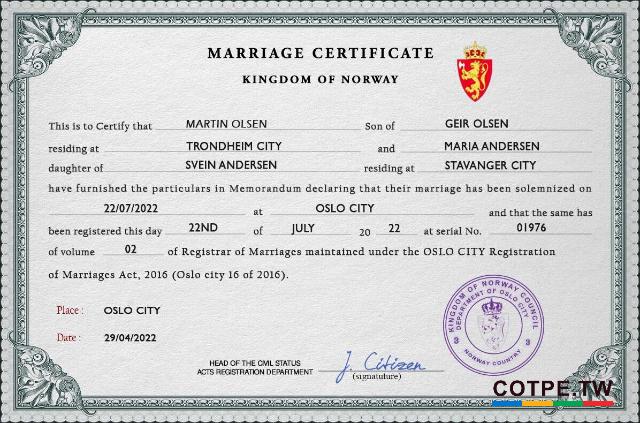 MARRIAGE CERTIFICATE
KINGDOM OF NORWAY
This is to Certify that MARTIN OLSEN Son of GEIR OLSEN
residing at TRONDHEIM CITY and MARIA ANDERSEN
daughter of SVEIN ANDERSEN residing at STAVANGER CITY
have furnished the particulars in Memorandum declaring that their marriage has been solemnized on
22/07/2022 at OSLO CITY and that the same has
been registered this day 22ND of JULY 20 22 at serial No. 01976
of volume 02 of Registrar of Marriages maintained under the OSLO CITY Registration
of Marriages Act, 2016 (Oslo city 16 of 2016).
Place : OSLO CITY
Date : 29/04/2022
HEAD OF THE CIVIL STATUS
ACTS REGISTRATION DEPARTMENT
J. Citizen
(signatuture)
KINGDOM OF NORWAY COUNCIL
DEPARTMENT OF OSLO CITY
3 3
NORWAY COUNTRY
COTPE.TW